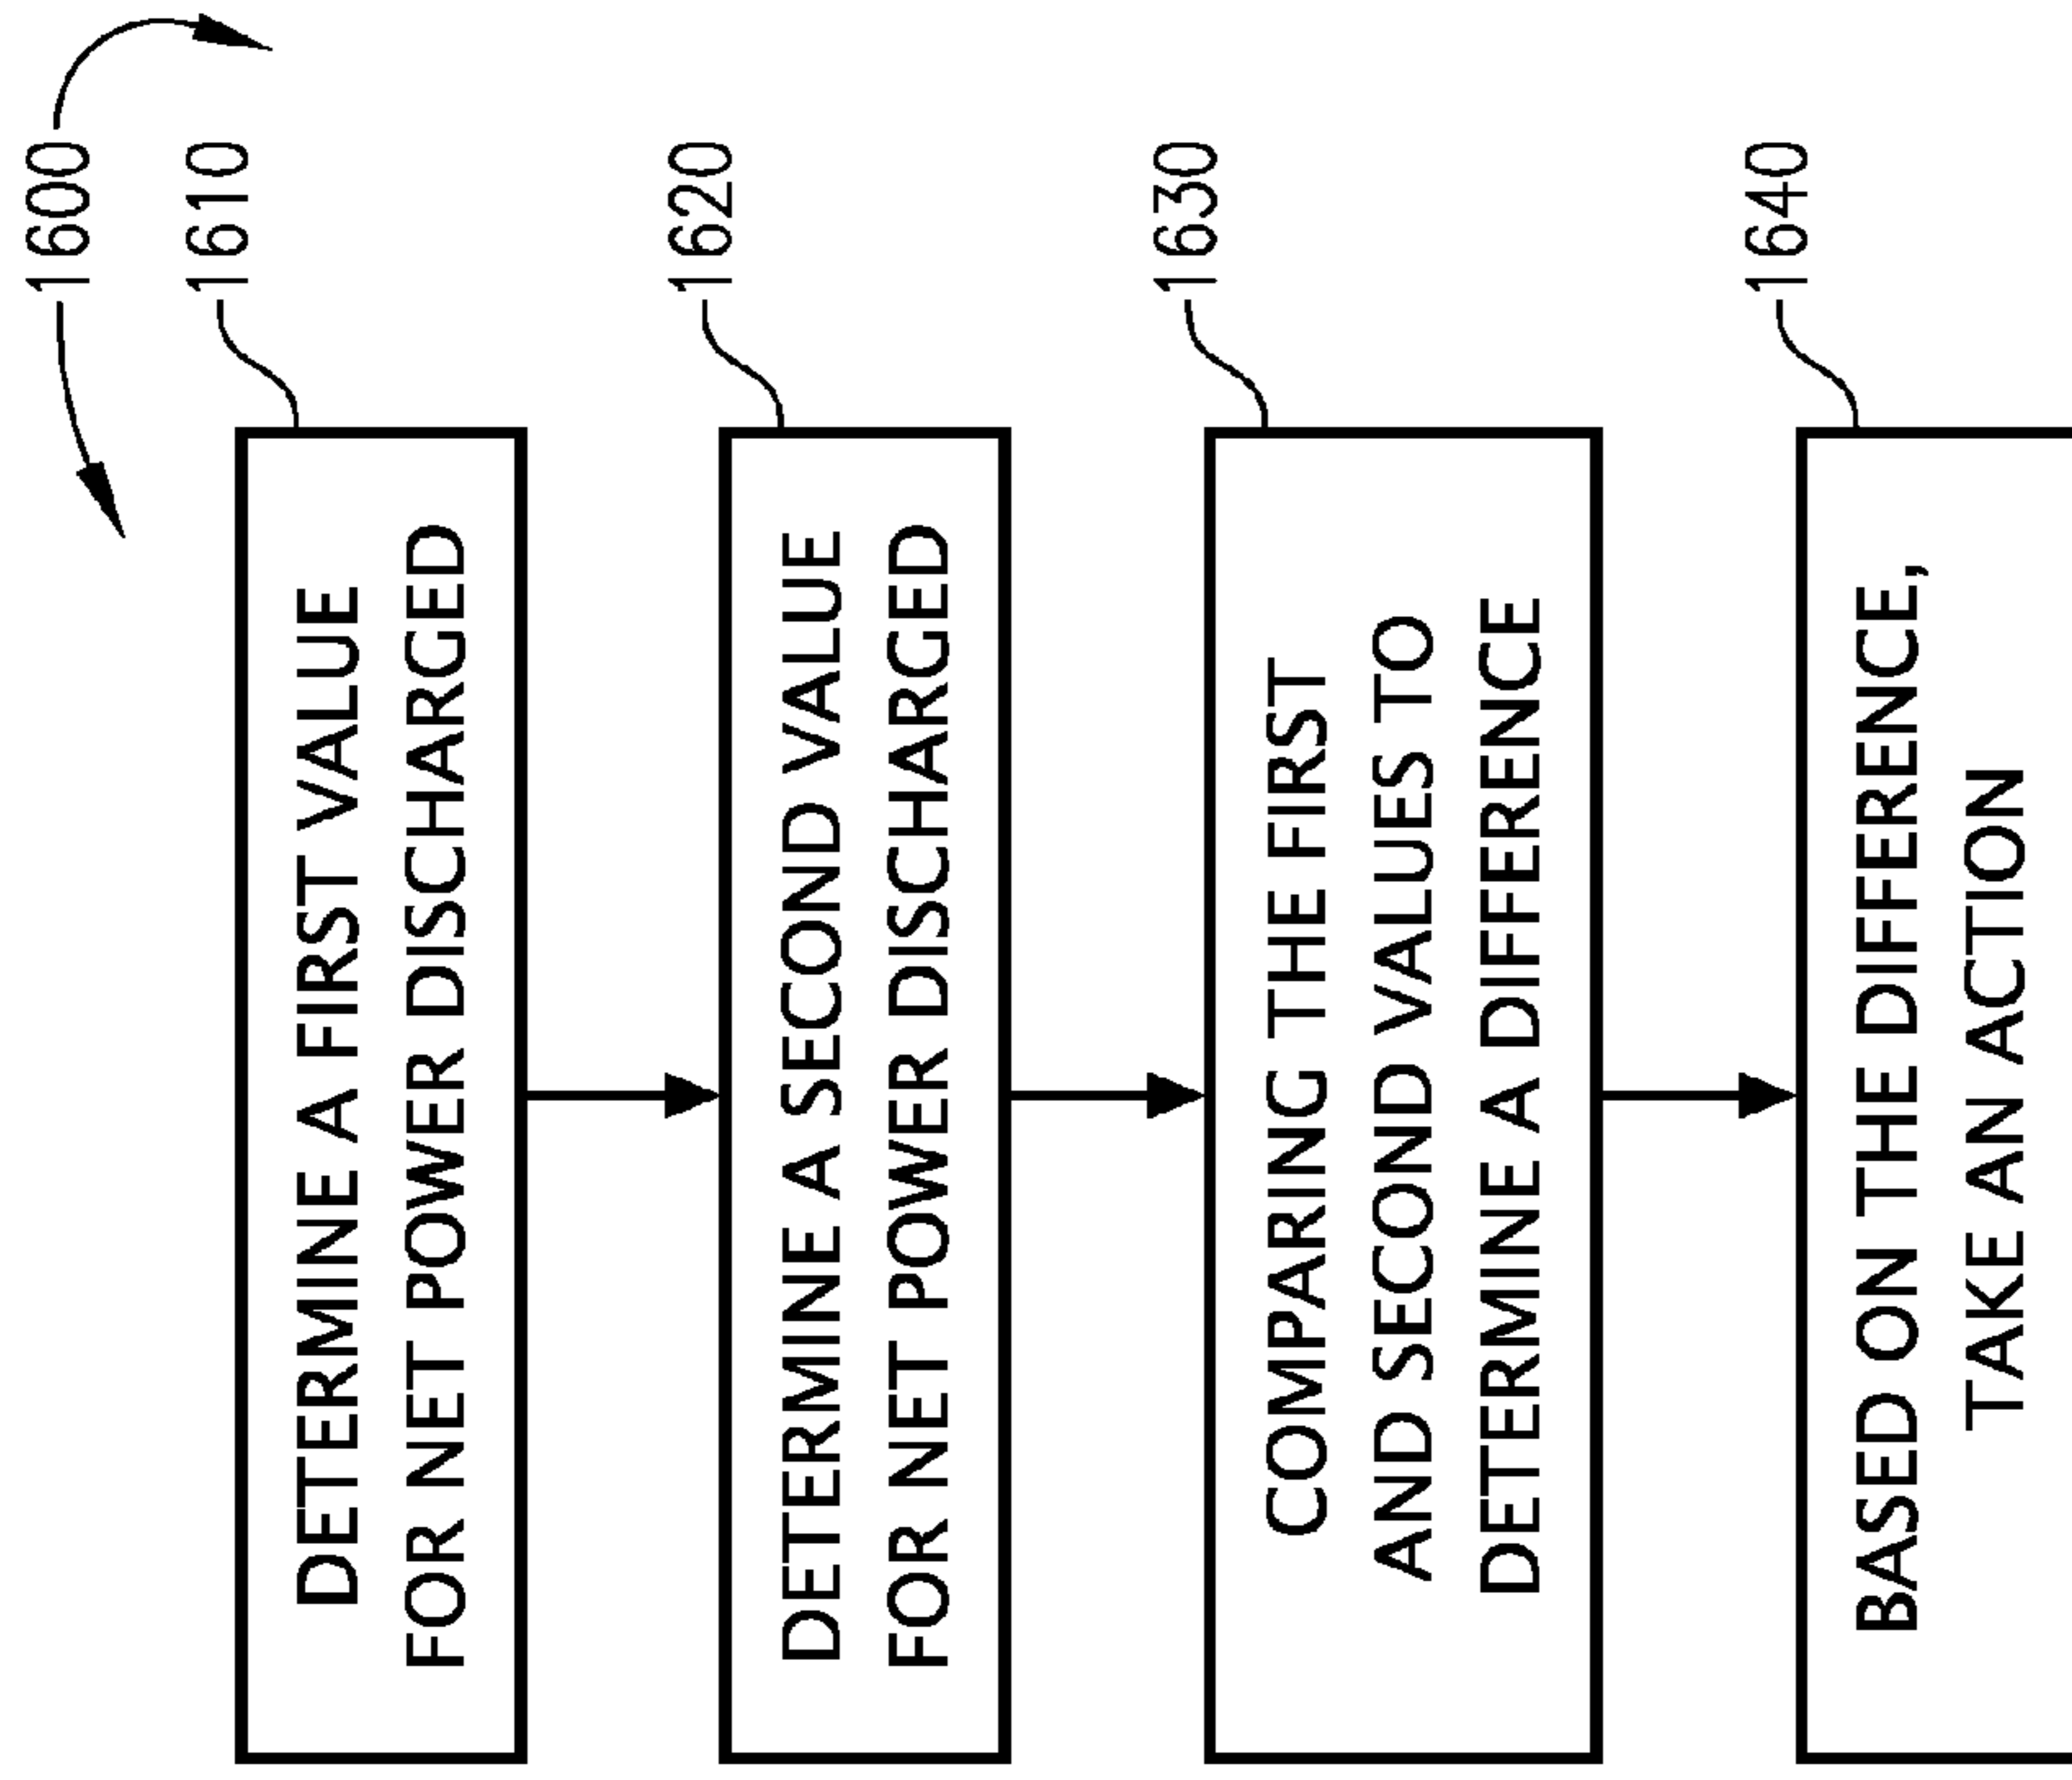 1600
1610
DETERMINE A FIRST VALUE
FOR NET POWER DISCHARGED
1620
DETERMINE A SECOND VALUE
FOR NET POWER DISCHARGED
1630
COMPARING THE FIRST
AND SECOND VALUES TO
DETERMINE A DIFFERENCE
1640
BASED ON THE DIFFERENCE,
TAKE AN ACTION